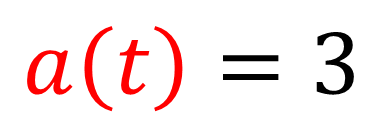 a(t) = 3